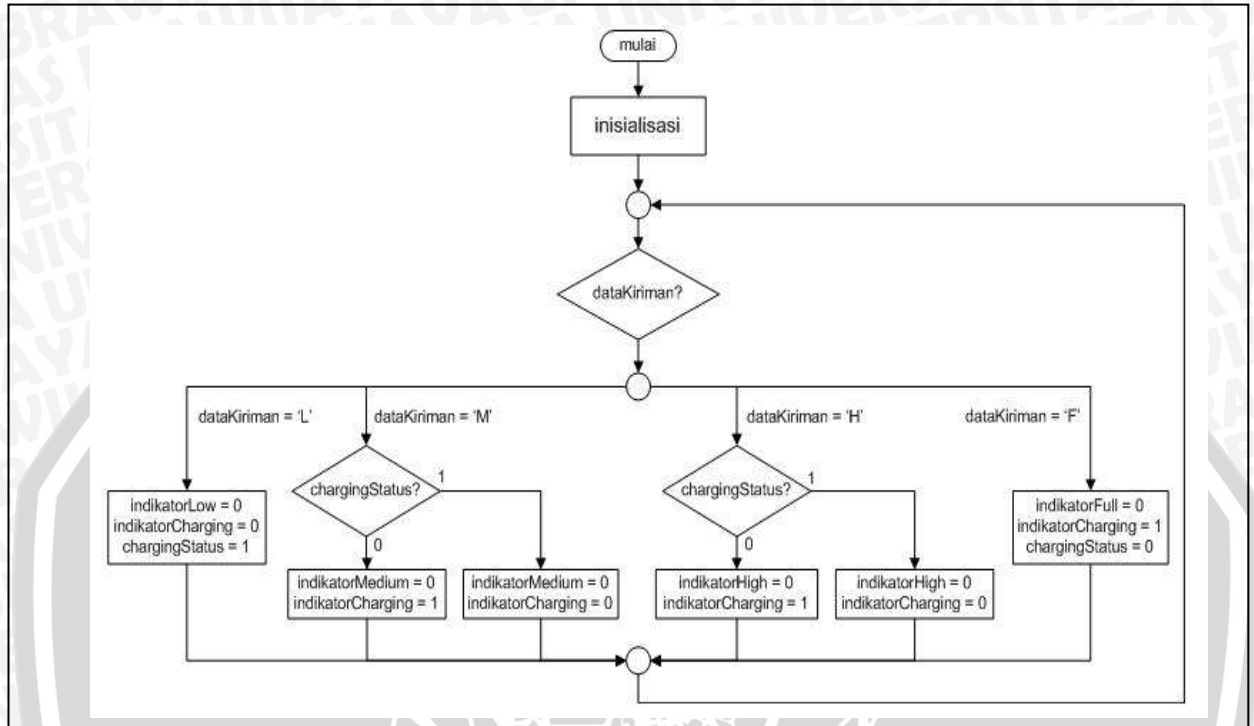 mulai
inisialisasi
dataKiriman?
dataKiriman = 'L'
dataKiriman = 'M'
dataKiriman = 'H'
dataKiriman = 'F'
chargingStatus?
1
0
chargingStatus?
1
0
indikatorLow = 0
indikatorCharging = 0
chargingStatus = 1
indikatorMedium = 0
indikatorCharging = 1
indikatorMedium = 0
indikatorCharging = 0
indikatorHigh = 0
indikatorCharging = 1
indikatorHigh = 0
indikatorCharging = 0
indikatorFull = 0
indikatorCharging = 1
chargingStatus = 0